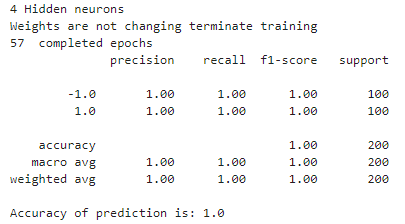 4 Hidden neurons
Weights are not changing terminate training
57  completed epochs
              precision    recall  f1-score   support

        -1.0       1.00      1.00      1.00       100
         1.0       1.00      1.00      1.00       100

    accuracy                           1.00       200
   macro avg       1.00      1.00      1.00       200
weighted avg       1.00      1.00      1.00       200

Accuracy of prediction is: 1.0